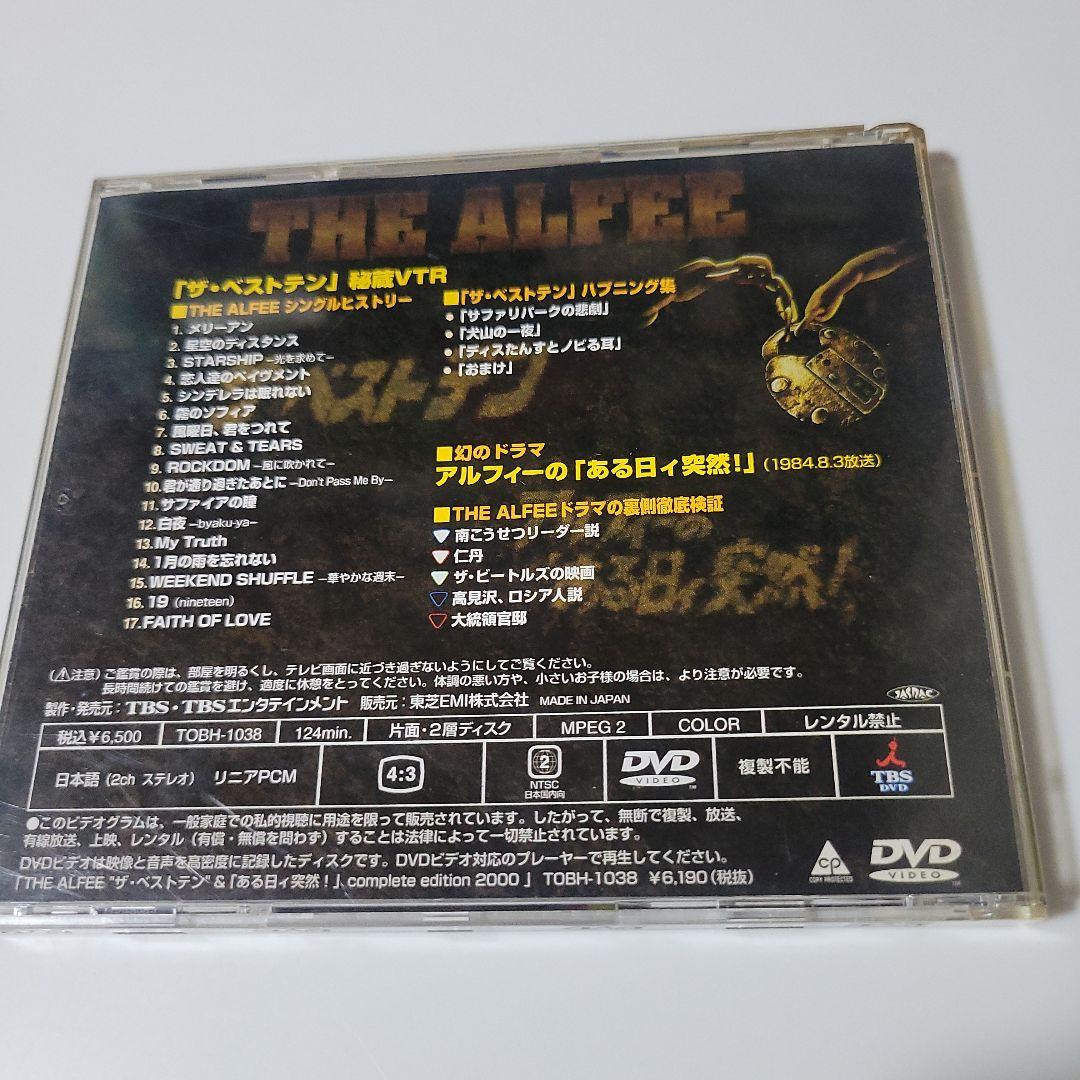 THE ALFEE
『ザ・ベストテン』秘蔵VTR
■THE ALFEE シングルヒストリー
1. メリーアン
2. 星空のディスタンス
3. STARSHIP −光を求めて−
4. 恋人達のペイヴメント
5. シンデレラは眠れない
6. 霧のソフィア
7. 風曜日、君をつれて
8. SWEAT & TEARS
9. ROCKDOM −風に吹かれて−
10. 君が通り過ぎたあとに −Don't Pass Me By−
11. サファイアの瞳
12. 白夜 −byaku-ya−
13. My Truth
14. 1月の雨を忘れない
15. WEEKEND SHUFFLE −華やかな週末−
16. 19 (nineteen)
17. FAITH OF LOVE
■『ザ・ベストテン』ハプニング集
・「サファリパークの悲劇」
・「犬山の一夜」
・「ディスたんすとノビる耳」
・「おまけ」
ベストテン
■幻のドラマ
アルフィーの「ある日ィ突然!」(1984.8.3放送)
■THE ALFEEドラマの裏側徹底検証
▼南こうせつリーダー説
▼仁丹
▼ザ・ビートルズの映画
▼高見沢、ロシア人説
▽大統領官邸
ある日ィ突然!
(⚠注意) ご鑑賞の際は、部屋を明るくし、テレビ画面に近づき過ぎないようにしてご覧ください。
長時間続けての鑑賞を避け、適度に休憩をとってください。体調の悪い方や、小さいお子様の場合は、より注意が必要です。
製作・発売元:TBS・TBSエンタテインメント 販売元:東芝EMI株式会社 MADE IN JAPAN
JASRAC
税込¥6,500 TOBH-1038 124min. 片面・2層ディスク MPEG 2 COLOR レンタル禁止
日本語 (2ch ステレオ) リニアPCM 4:3 2 NTSC 日本国内向 DVD VIDEO TM 複製不能 TBS DVD
●このビデオグラムは、一般家庭での私的視聴に用途を限って販売されています。したがって、無断で複製、放送、
有線放送、上映、レンタル(有償・無償を問わず)することは法律によって一切禁止されています。
DVDビデオは映像と音声を高密度に記録したディスクです。DVDビデオ対応のプレーヤーで再生してください。
「THE ALFEE "ザ・ベストテン" &「ある日ィ突然!」complete edition 2000 」 TOBH-1038 ¥6,190(税抜)
CP COPY PROTECTED
DVD VIDEO TM